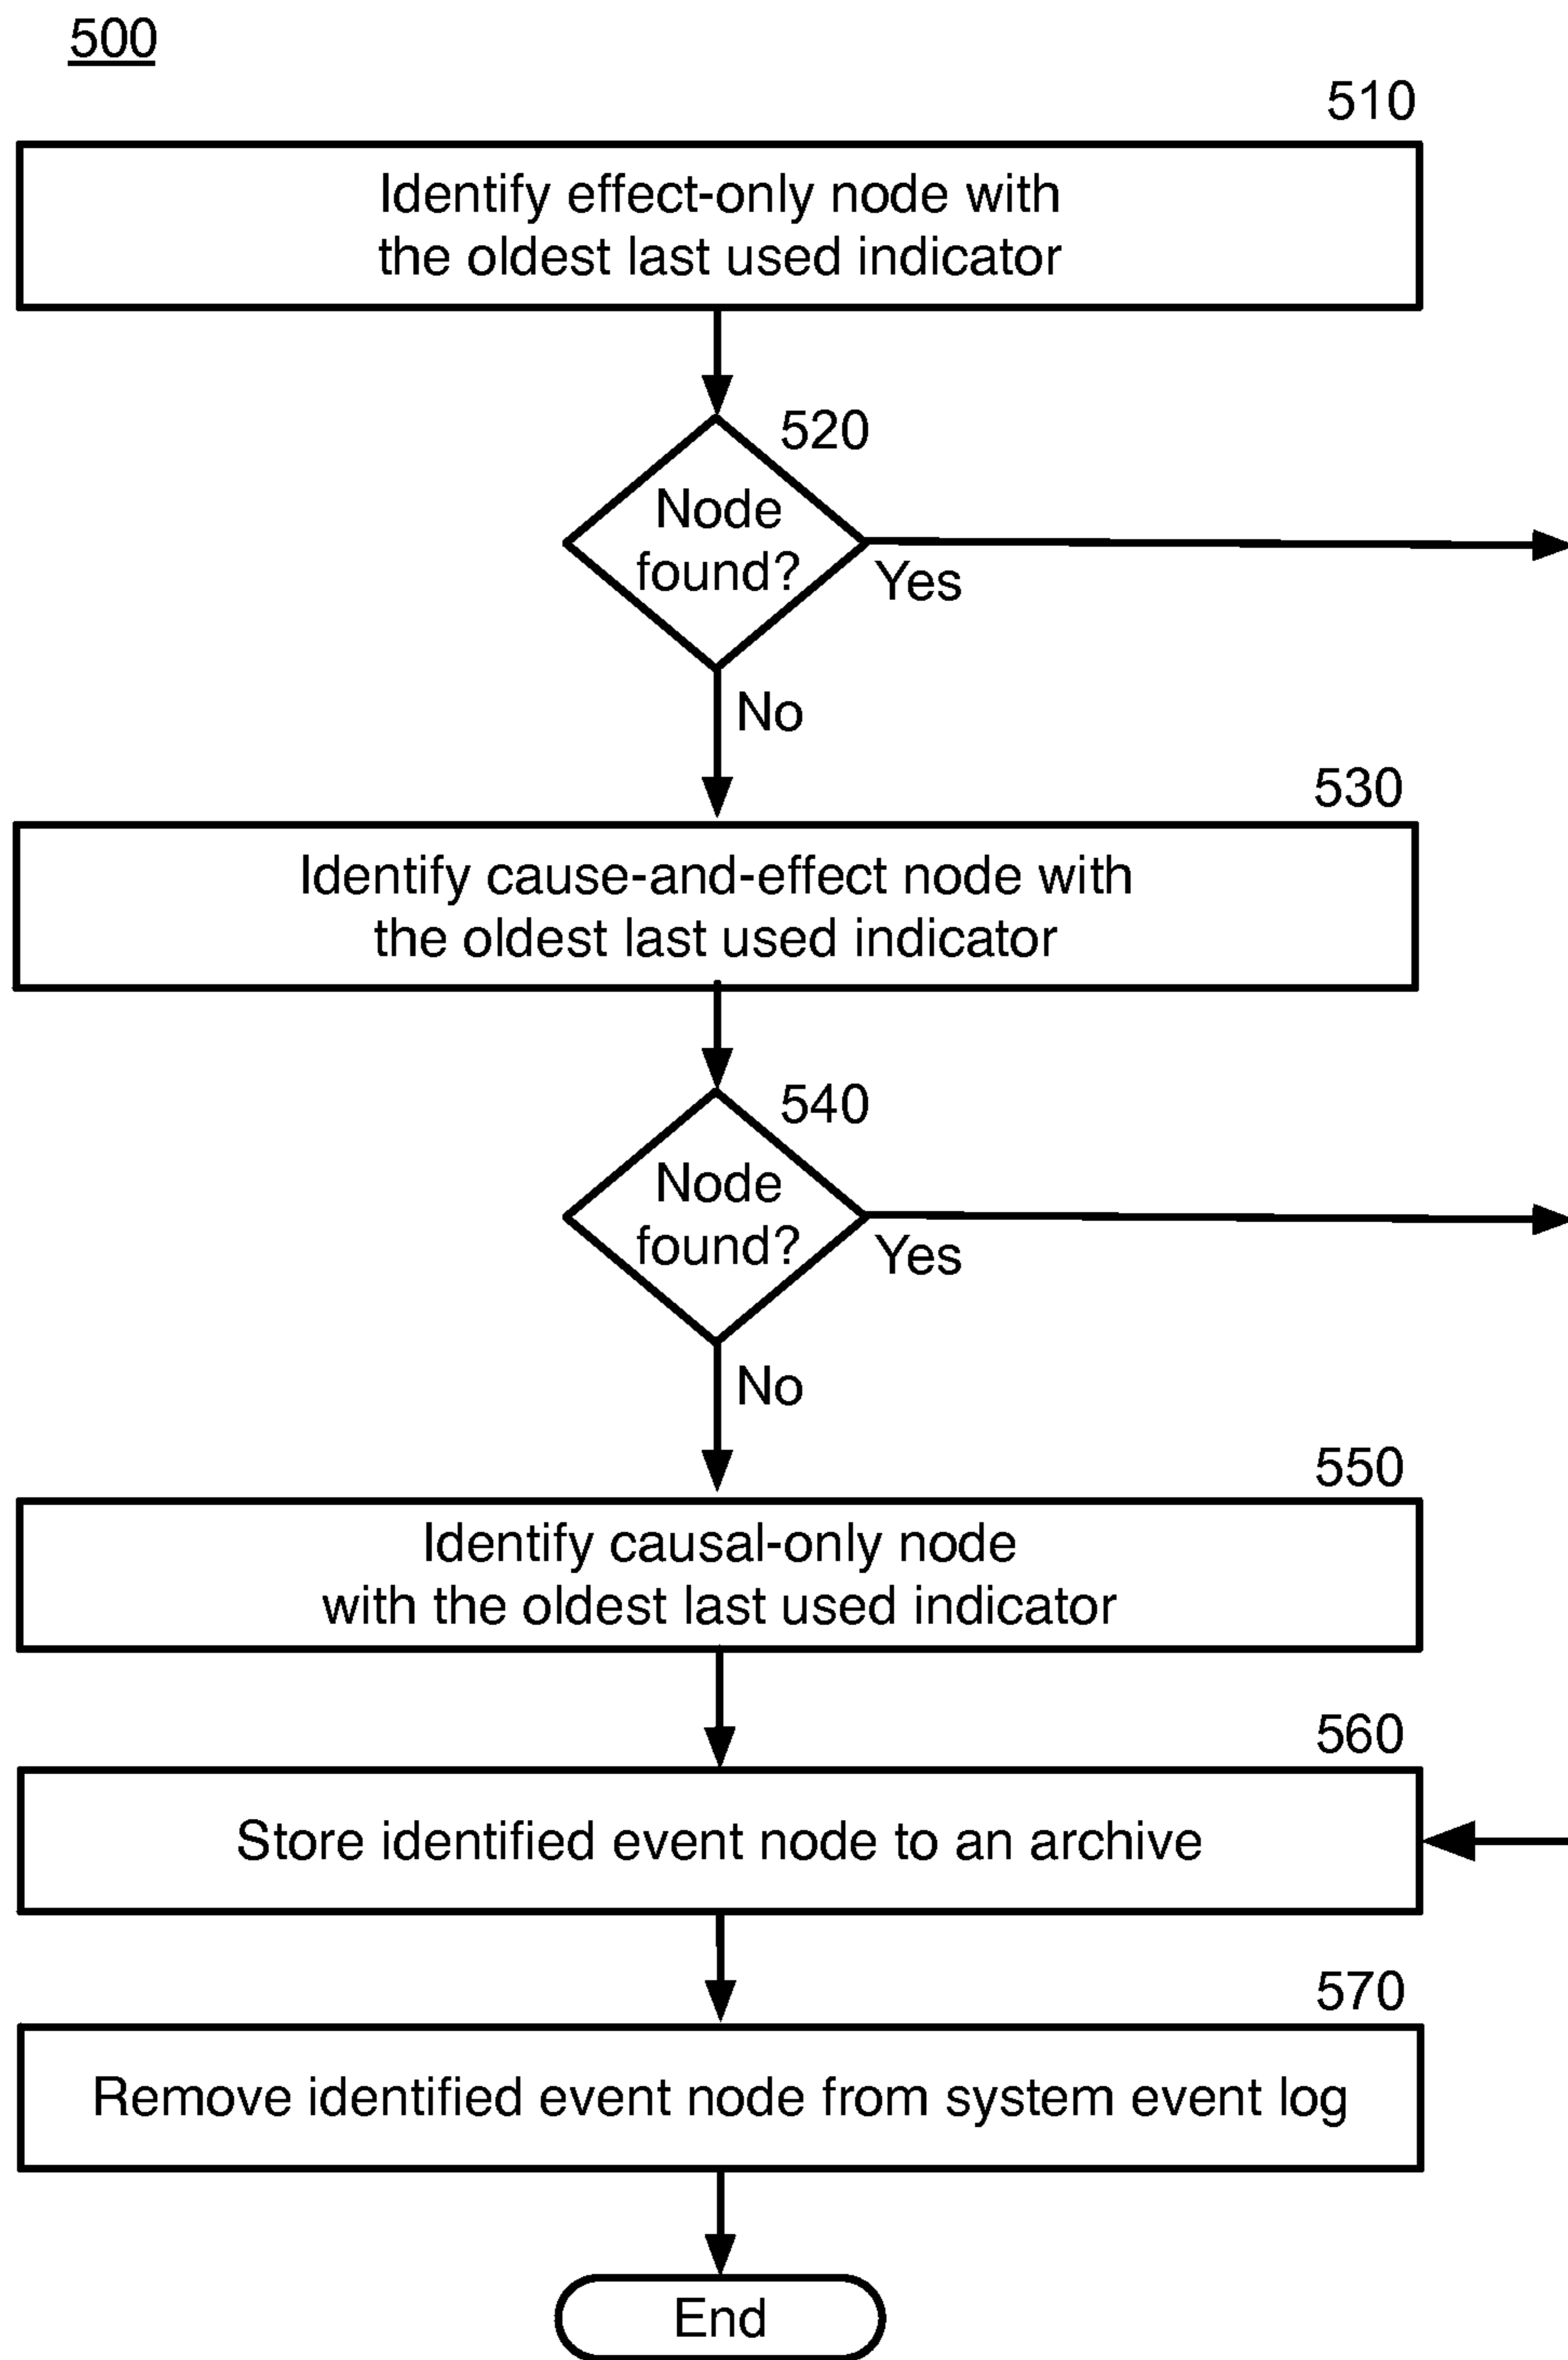 500
510
Identify effect-only node with
the oldest last used indicator
520
Node
found?
Yes
No
530
Identify cause-and-effect node with
the oldest last used indicator
540
Node
found?
Yes
No
550
Identify causal-only node
with the oldest last used indicator
560
Store identified event node to an archive
570
Remove identified event node from system event log
End